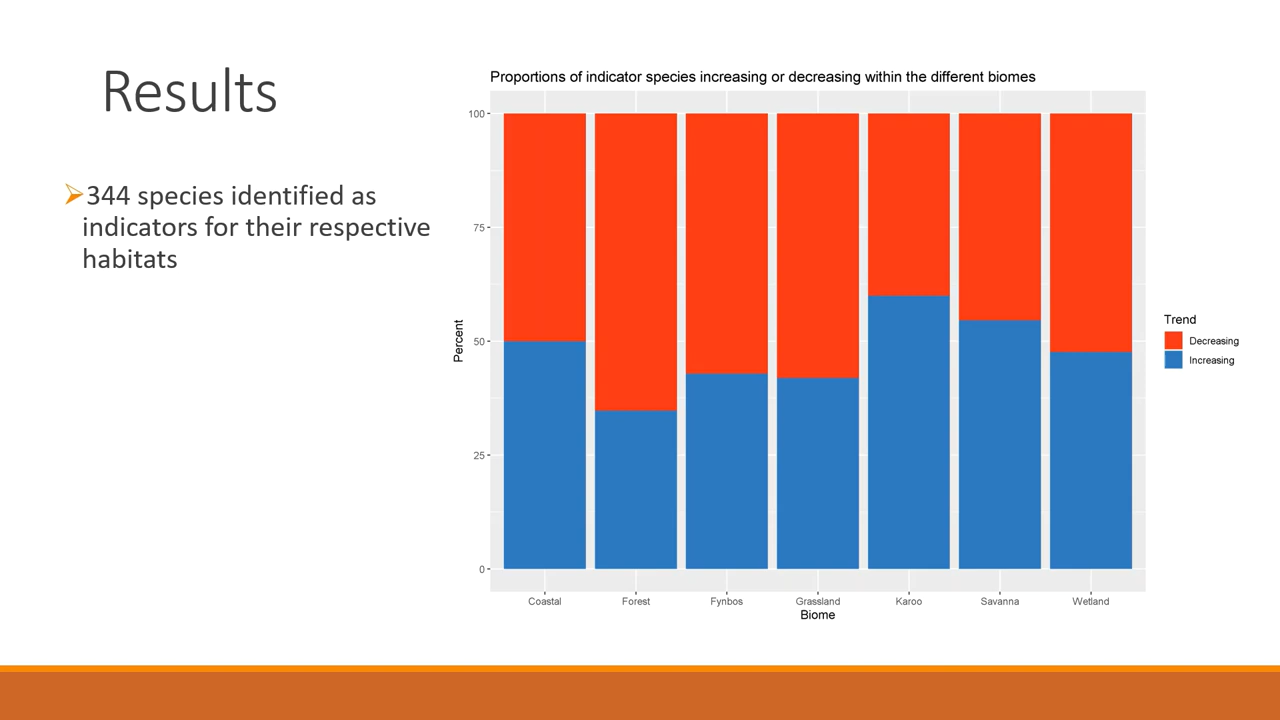 Results
344 species identified as
indicators for their respective
habitats
Proportions of indicator species increasing or decreasing within the different biomes
Percent
100
75
50
25
0
Coastal Forest Fynbos Grassland Karoo Savanna Wetland
Biome
Trend
Decreasing
Increasing